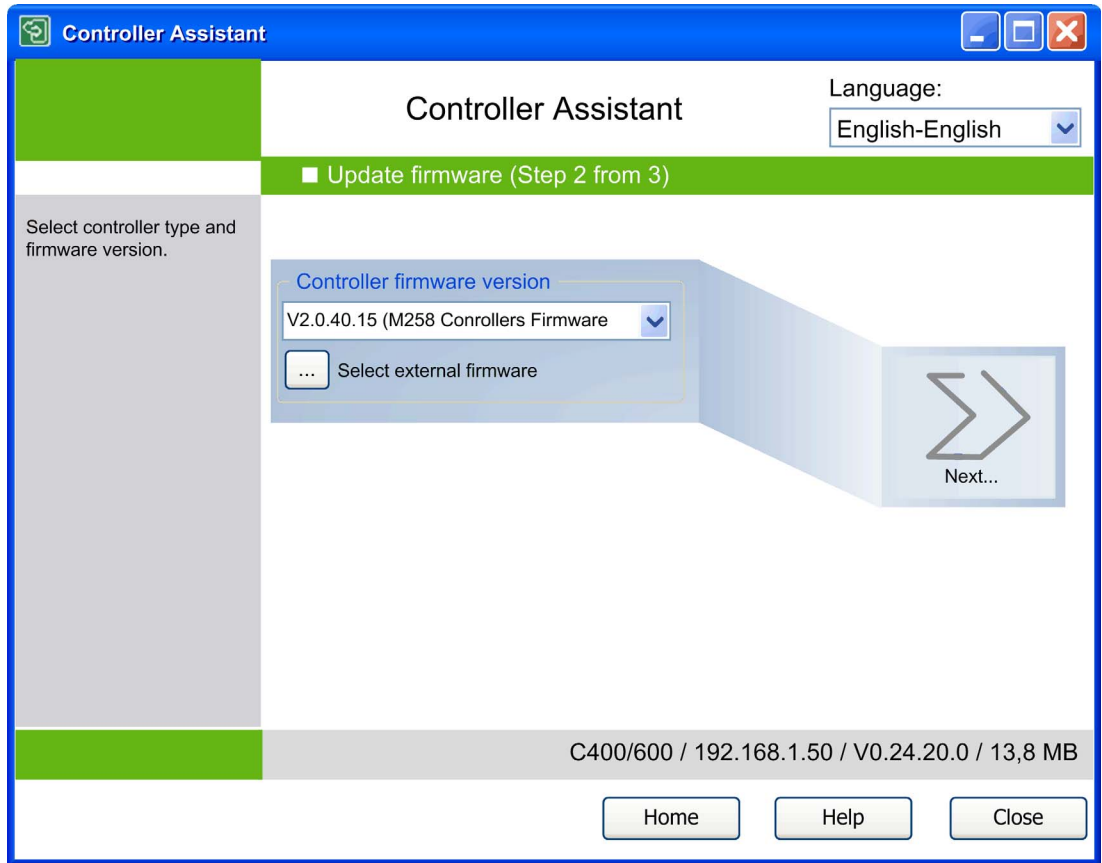 Controller Assistant
Controller Assistant
Language:
English-English
Update firmware (Step 2 from 3)
Select controller type and
firmware version.
Controller firmware version
V2.0.40.15 (M258 Conrollers Firmware
... Select external firmware
Next...
C400/600 / 192.168.1.50 / V0.24.20.0 / 13,8 MB
Home Help Close